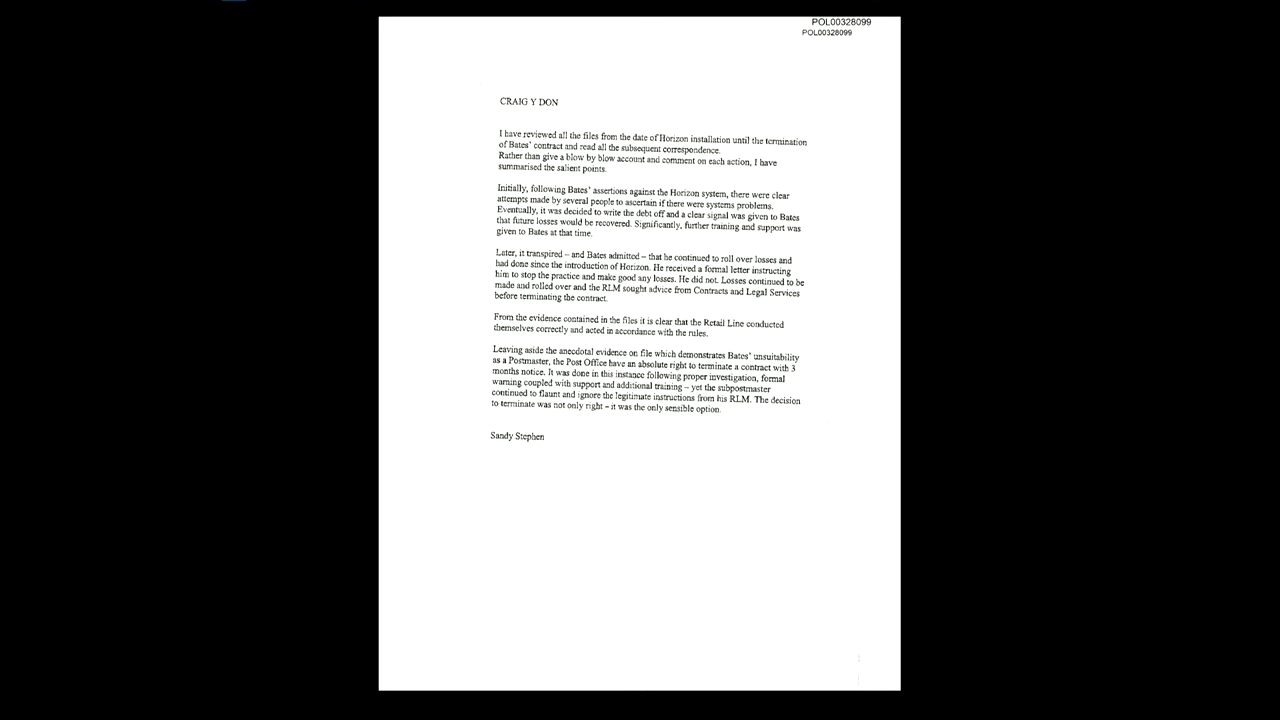 POL00328099
POL00328099
CRAIG Y DON
I have reviewed all the files from the date of Horizon installation until the termination
of Bates' contract and read all the subsequent correspondence.
Rather than give a blow by blow account and comment on each action, I have
summarised the salient points.
Initially, following Bates' assertions against the Horizon system, there were clear
attempts made by several people to ascertain if there were systems problems.
Eventually, it was decided to write the debt off and a clear signal was given to Bates
that future losses would be recovered. Significantly, further training and support was
given to Bates at that time.
Later, it transpired – and Bates admitted – that he continued to roll over losses and
had done since the introduction of Horizon. He received a formal letter instructing
him to stop the practice and make good any losses. He did not. Losses continued to be
made and rolled over and the RLM sought advice from Contracts and Legal Services
before terminating the contract.
From the evidence contained in the files it is clear that the Retail Line conducted
themselves correctly and acted in accordance with the rules.
Leaving aside the anecdotal evidence on file which demonstrates Bates' unsuitability
as a Postmaster, the Post Office have an absolute right to terminate a contract with 3
months notice. It was done in this instance following proper investigation, formal
warning coupled with support and additional training – yet the subpostmaster
continued to flaunt and ignore the legitimate instructions from his RLM. The decision
to terminate was not only right – it was the only sensible option.
Sandy Stephen